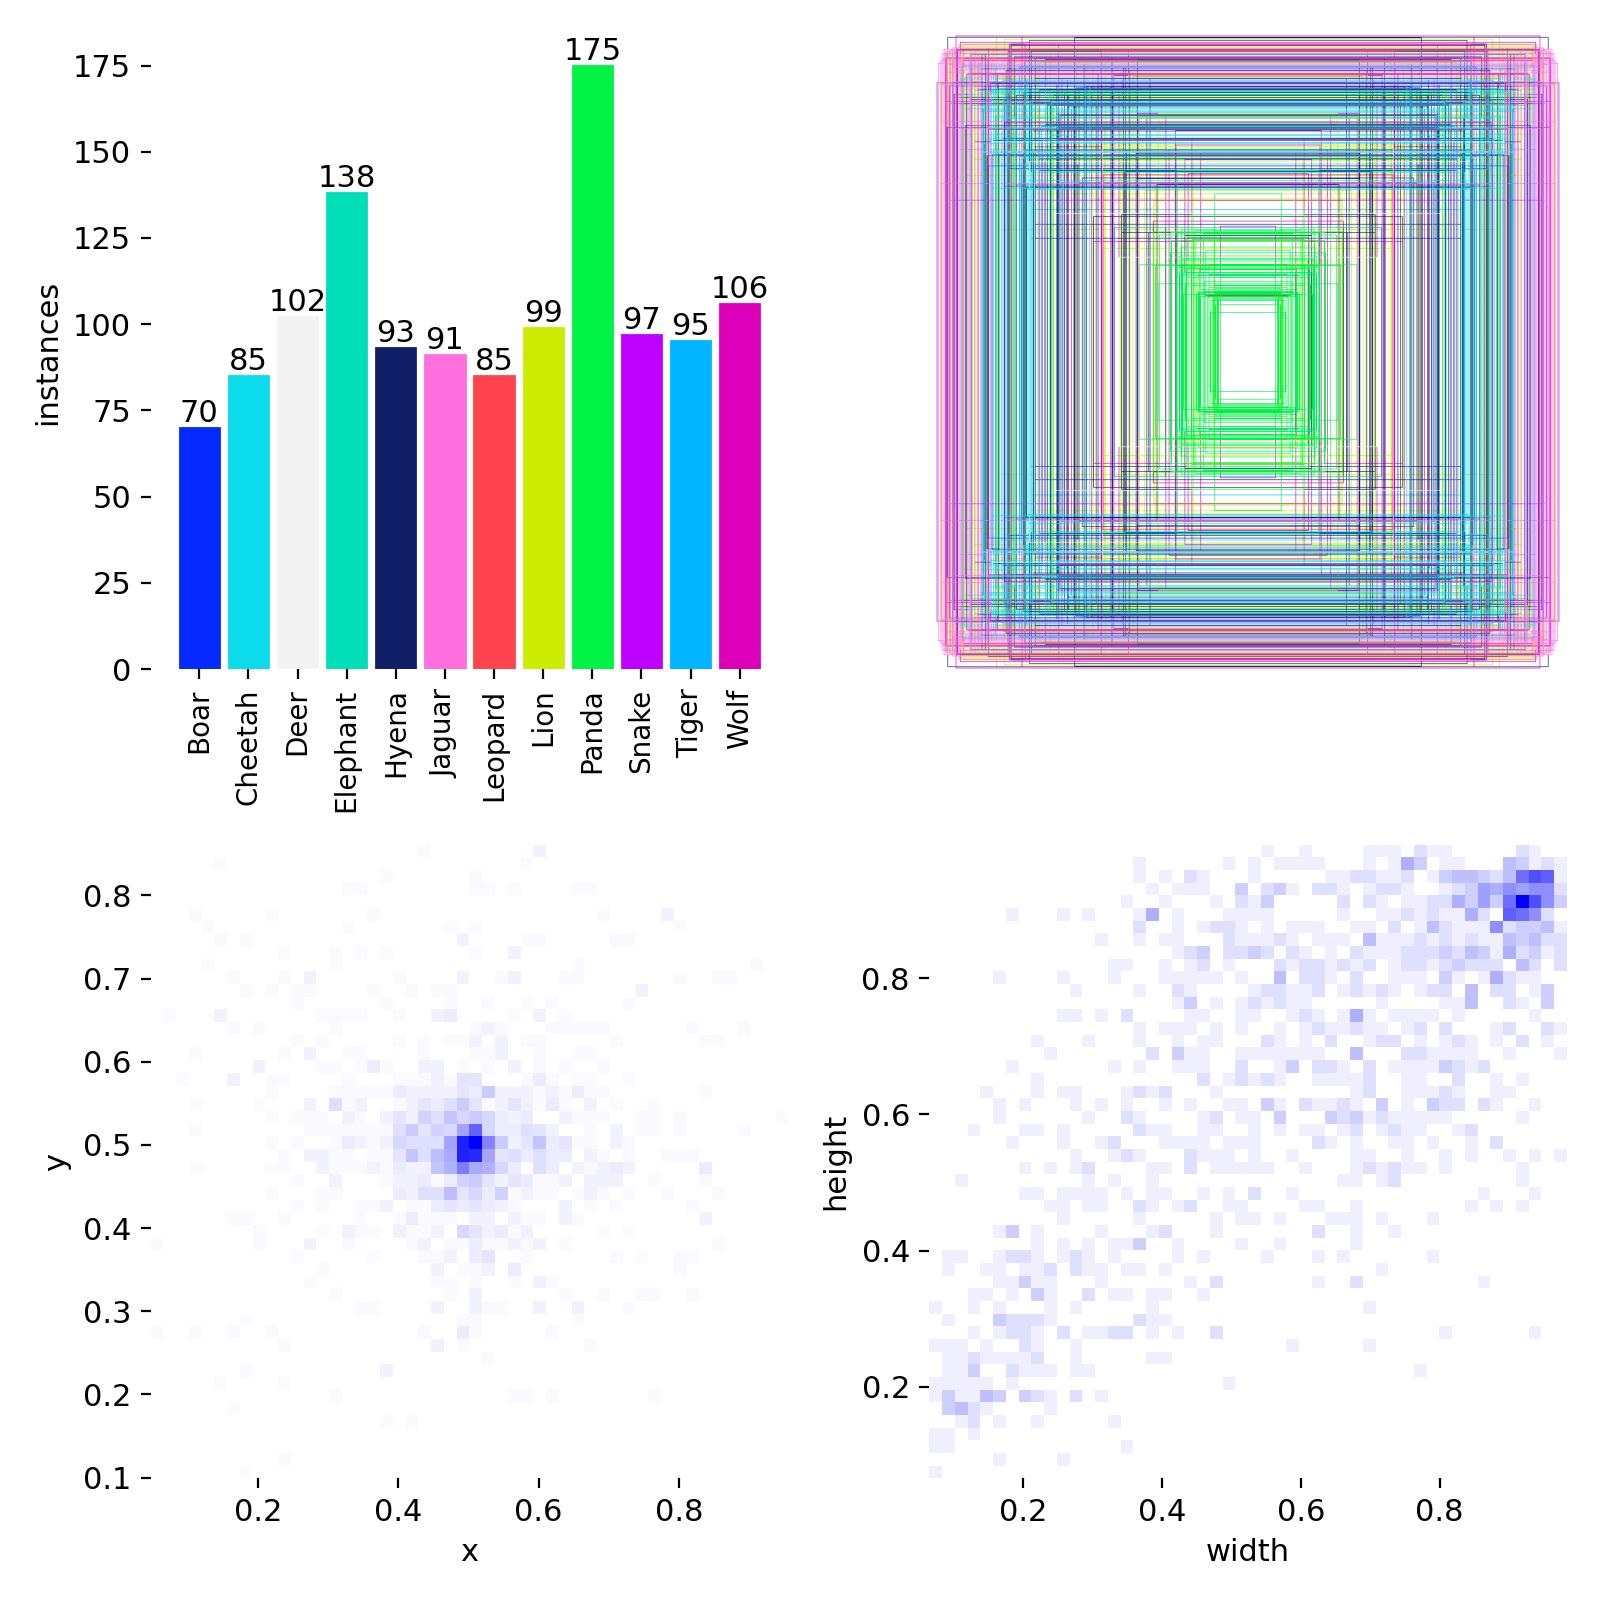 175
150
125
100
75
50
25
0
instances
70
85
102
138
93
91
85
99
175
97
95
106
Boar
Cheetah
Deer
Elephant
Hyena
Jaguar
Leopard
Lion
Panda
Snake
Tiger
Wolf
0.8
0.7
0.6
0.5
0.4
0.3
0.2
0.1
y
0.2 0.4 0.6 0.8
x
0.8
0.6
0.4
0.2
height
0.2 0.4 0.6 0.8
width